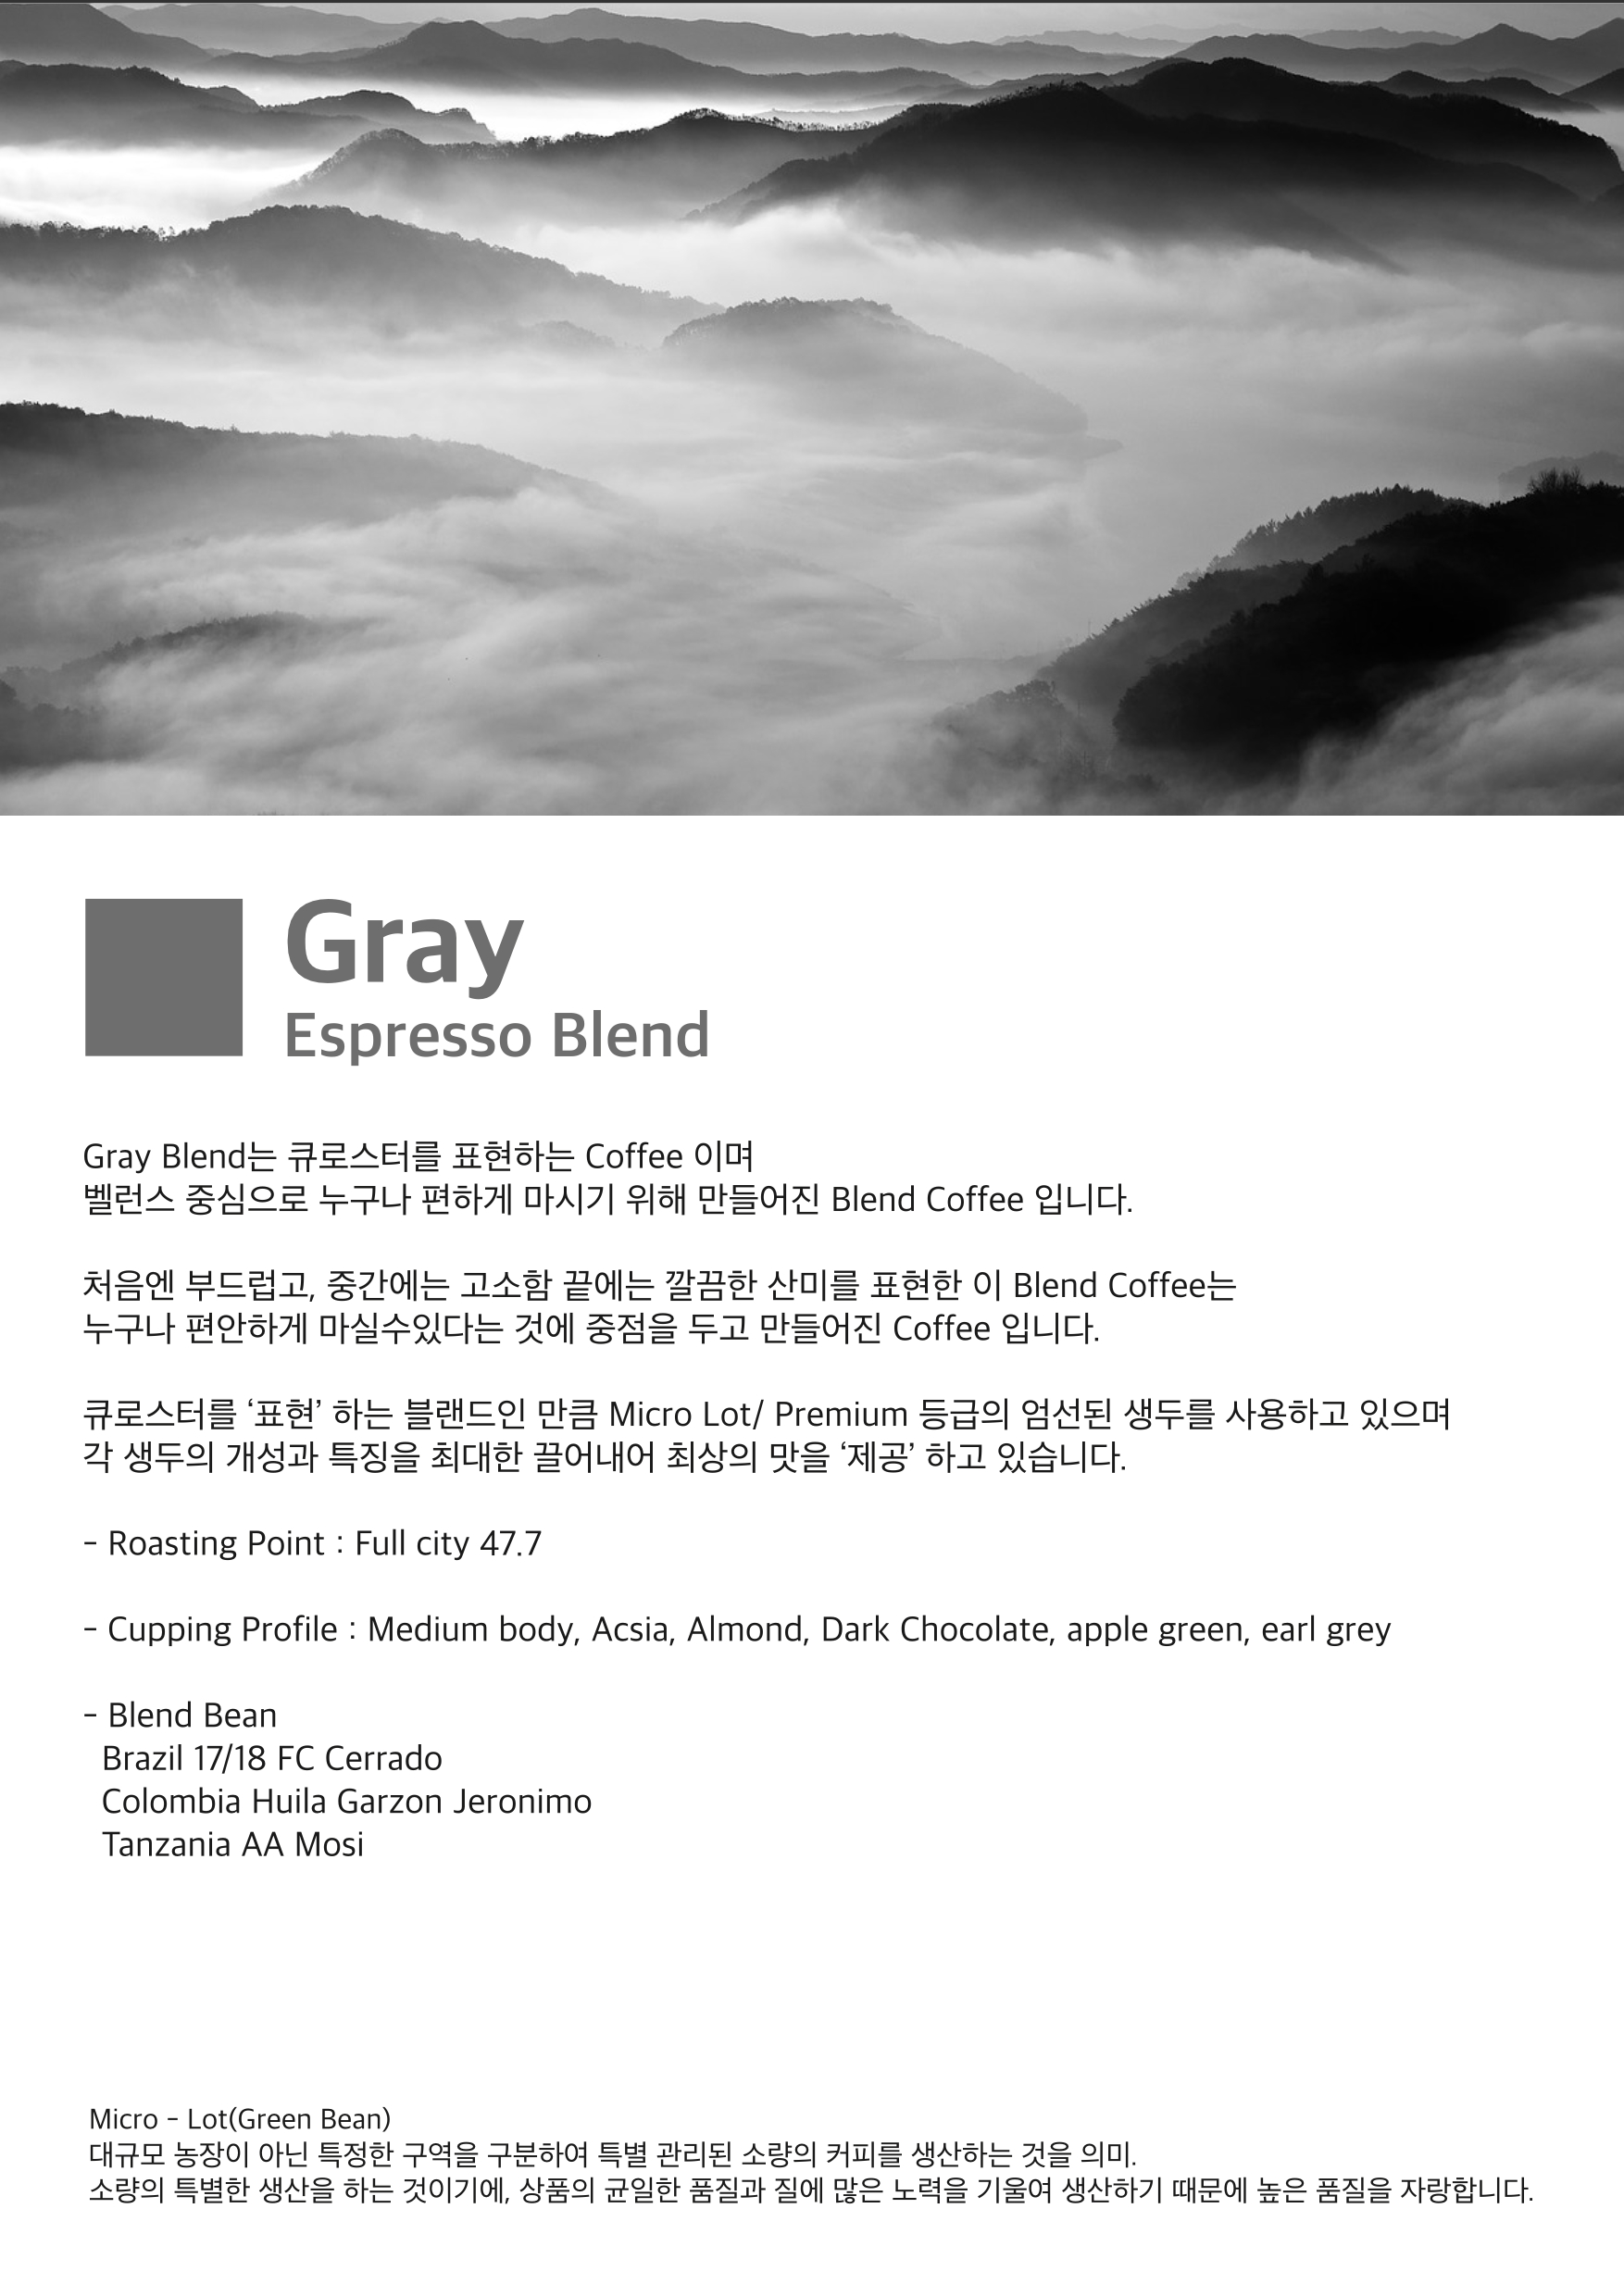 Gray
Espresso Blend
Gray Blend는 큐로스터를 표현하는 Coffee 이며
벨런스 중심으로 누구나 편하게 마시기 위해 만들어진 Blend Coffee 입니다.
처음엔 부드럽고, 중간에는 고소함 끝에는 깔끔한 산미를 표현한 이 Blend Coffee는
누구나 편안하게 마실수있다는 것에 중점을 두고 만들어진 Coffee 입니다.
큐로스터를 ‘표현’ 하는 블랜드인 만큼 Micro Lot/ Premium 등급의 엄선된 생두를 사용하고 있으며
각 생두의 개성과 특징을 최대한 끌어내어 최상의 맛을 ‘제공’ 하고 있습니다.
- Roasting Point : Full city 47.7
- Cupping Profile : Medium body, Acsia, Almond, Dark Chocolate, apple green, earl grey
- Blend Bean
Brazil 17/18 FC Cerrado
Colombia Huila Garzon Jeronimo
Tanzania AA Mosi
Micro - Lot(Green Bean)
대규모 농장이 아닌 특정한 구역을 구분하여 특별 관리된 소량의 커피를 생산하는 것을 의미.
소량의 특별한 생산을 하는 것이기에, 상품의 균일한 품질과 질에 많은 노력을 기울여 생산하기 때문에 높은 품질을 자랑합니다.